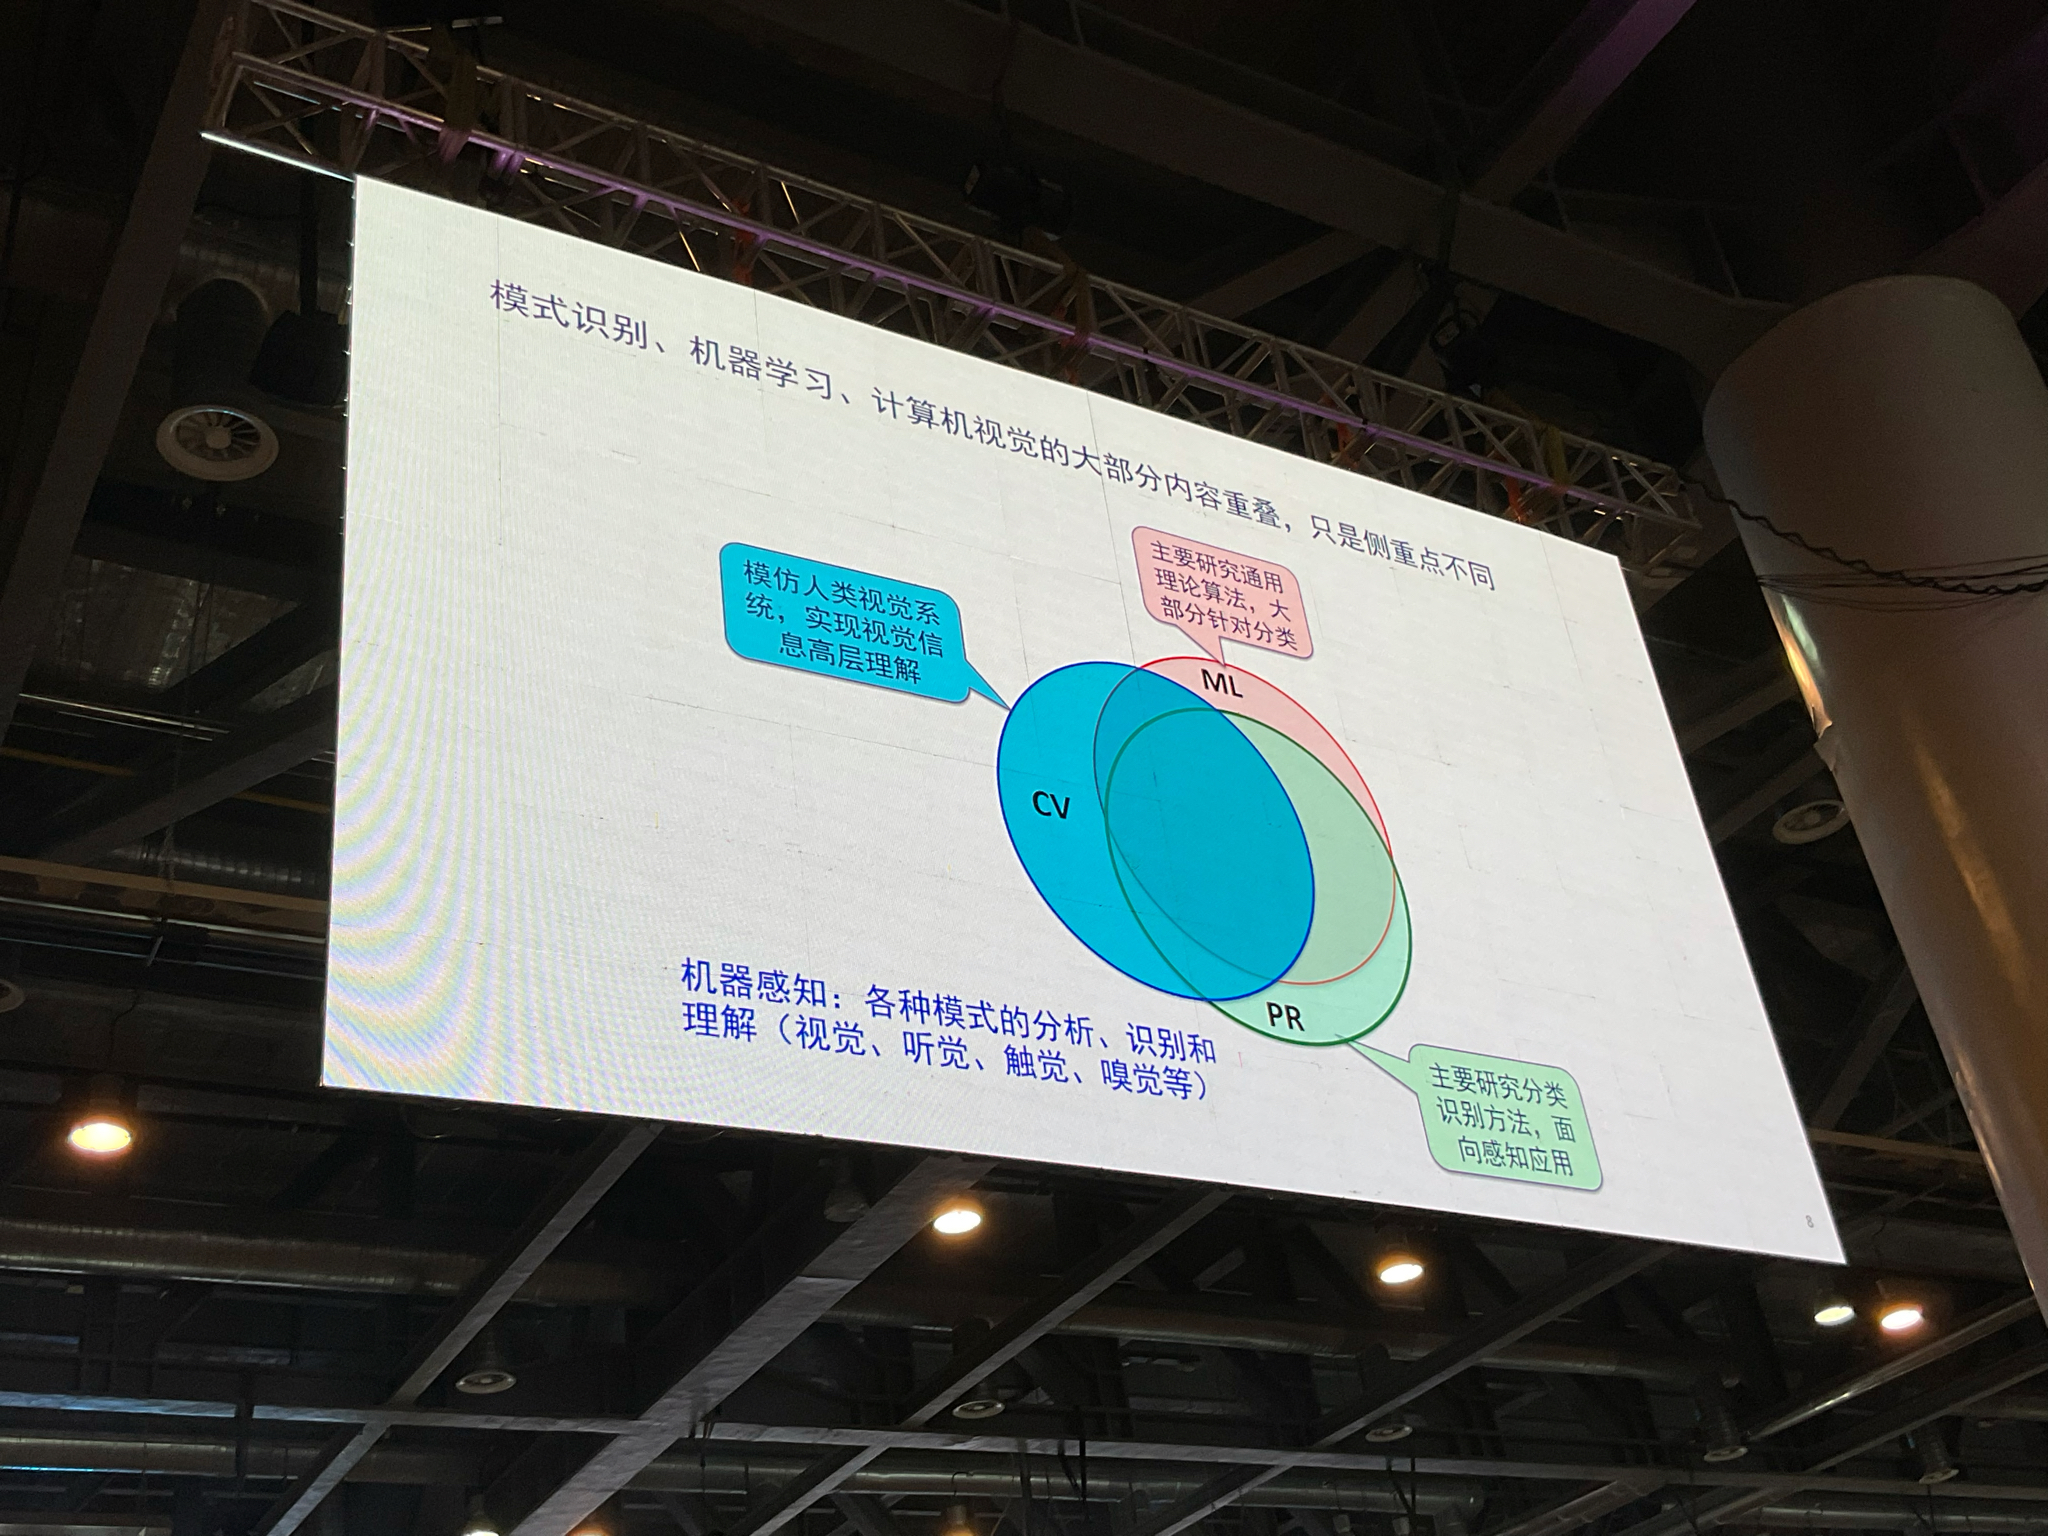 模式识别、机器学习、计算机视觉的大部分内容重叠，只是侧重点不同
模仿人类视觉系
统，实现视觉信
息高层理解
主要研究通用
理论算法，大
部分针对分类
ML
CV
PR
机器感知：各种模式的分析、识别和
理解（视觉、听觉、触觉、嗅觉等）
主要研究分类
识别方法，面
向感知应用
8